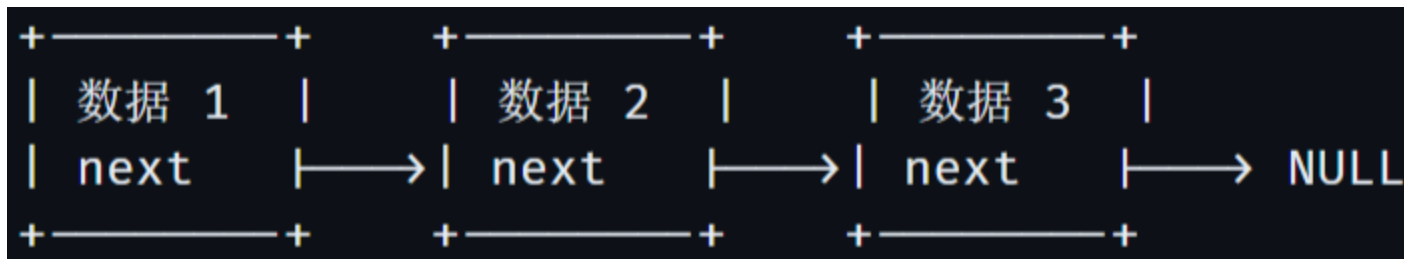 +---------+    +---------+    +---------+
| 数据 1  |    | 数据 2  |    | 数据 3  |
| next    |--->| next    |--->| next    |---> NULL
+---------+    +---------+    +---------+